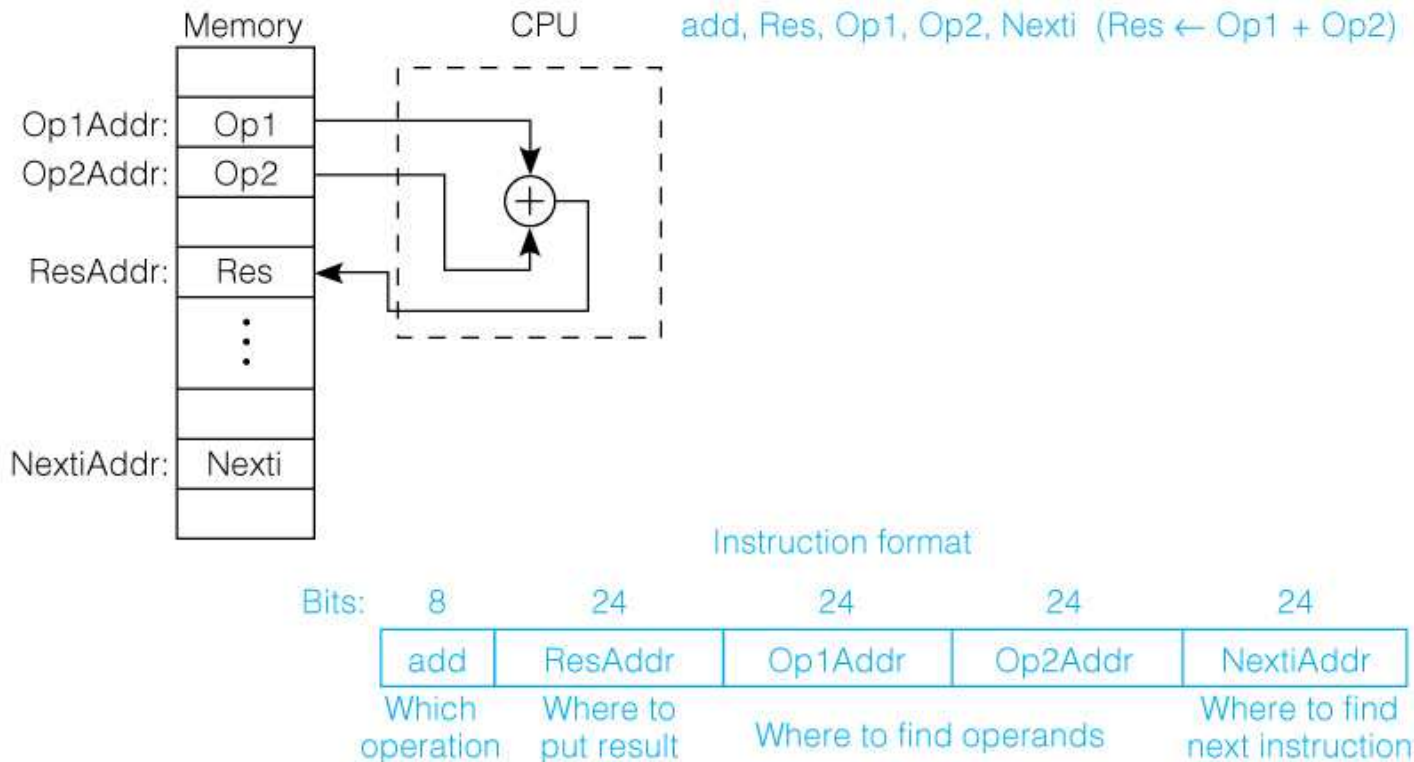 Memory
CPU
add, Res, Op1, Op2, Nexti (Res ← Op1 + Op2)
Op1Addr: Op1
Op2Addr: Op2
+
ResAddr: Res
NextiAddr: Nexti
Instruction format
Bits: 8 24 24 24 24
add ResAddr Op1Addr Op2Addr NextiAddr
Which operation
Where to put result
Where to find operands
Where to find next instruction